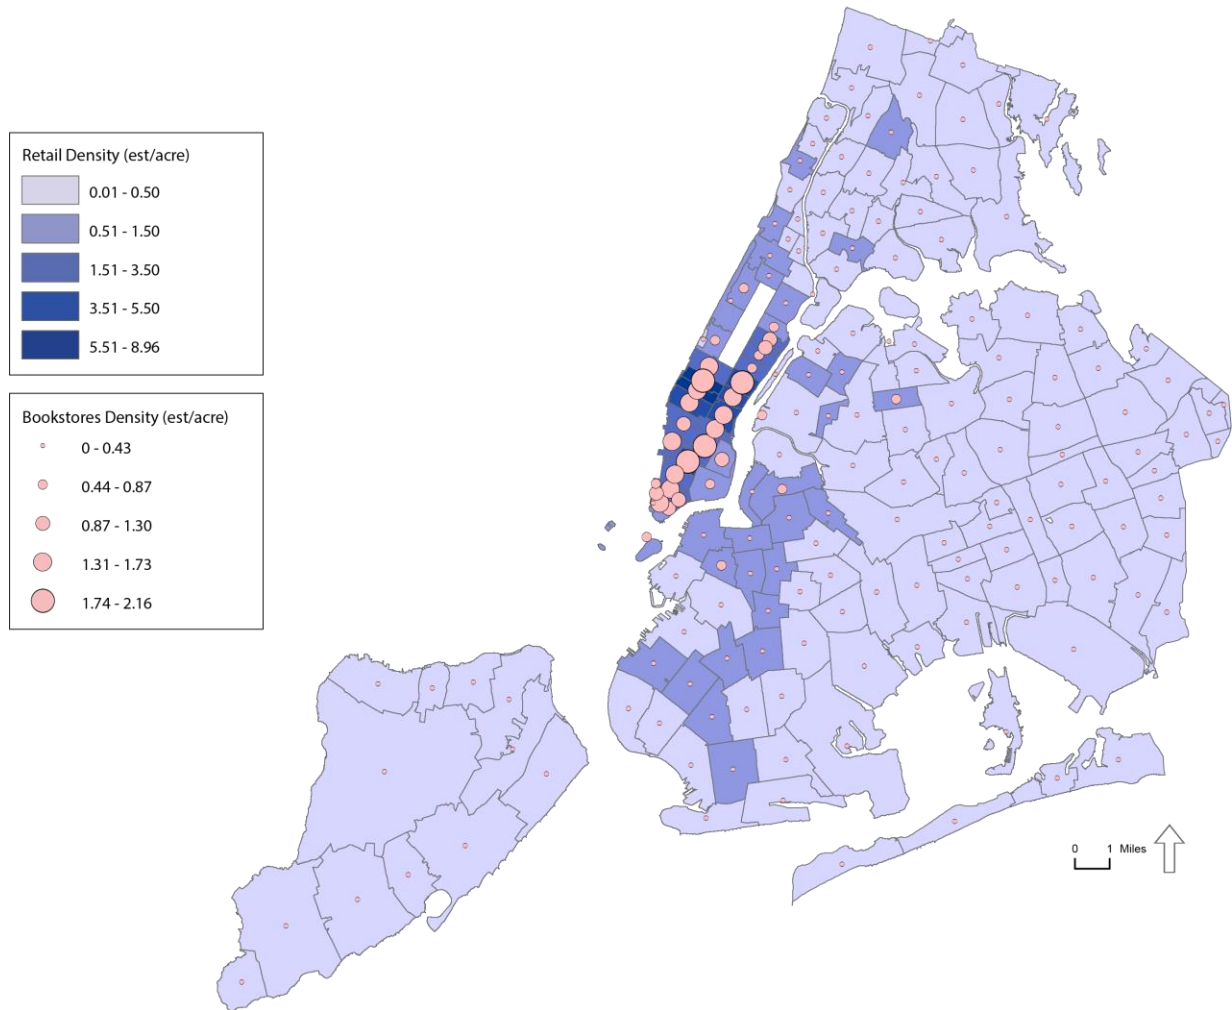 Retail Density (est/acre)
0.01 - 0.50
0.51 - 1.50
1.51 - 3.50
3.51 - 5.50
5.51 - 8.96
Bookstores Density (est/acre)
0 - 0.43
0.44 - 0.87
0.87 - 1.30
1.31 - 1.73
1.74 - 2.16
0 1 Miles